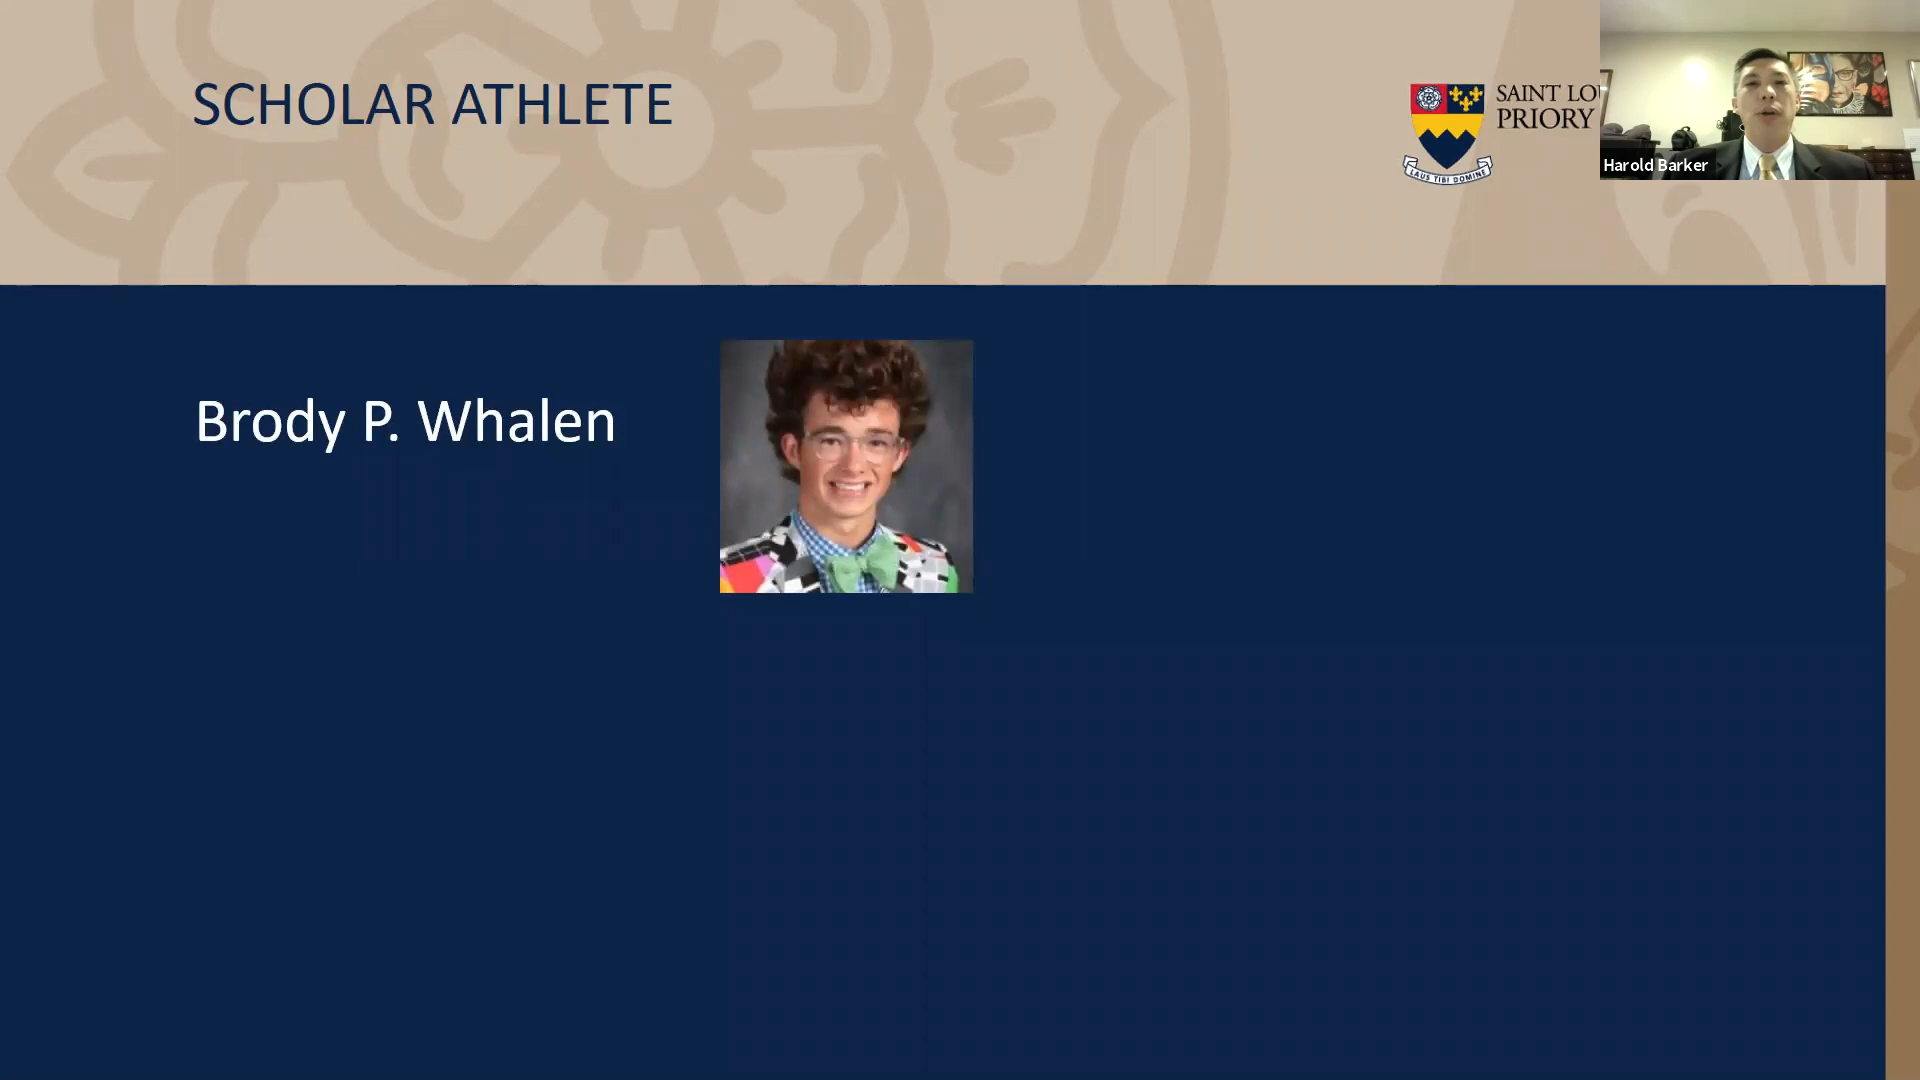 SCHOLAR ATHLETE
SAINT LO
PRIORY
LAUS TIBI DOMINE
Harold Barker
Brody P. Whalen